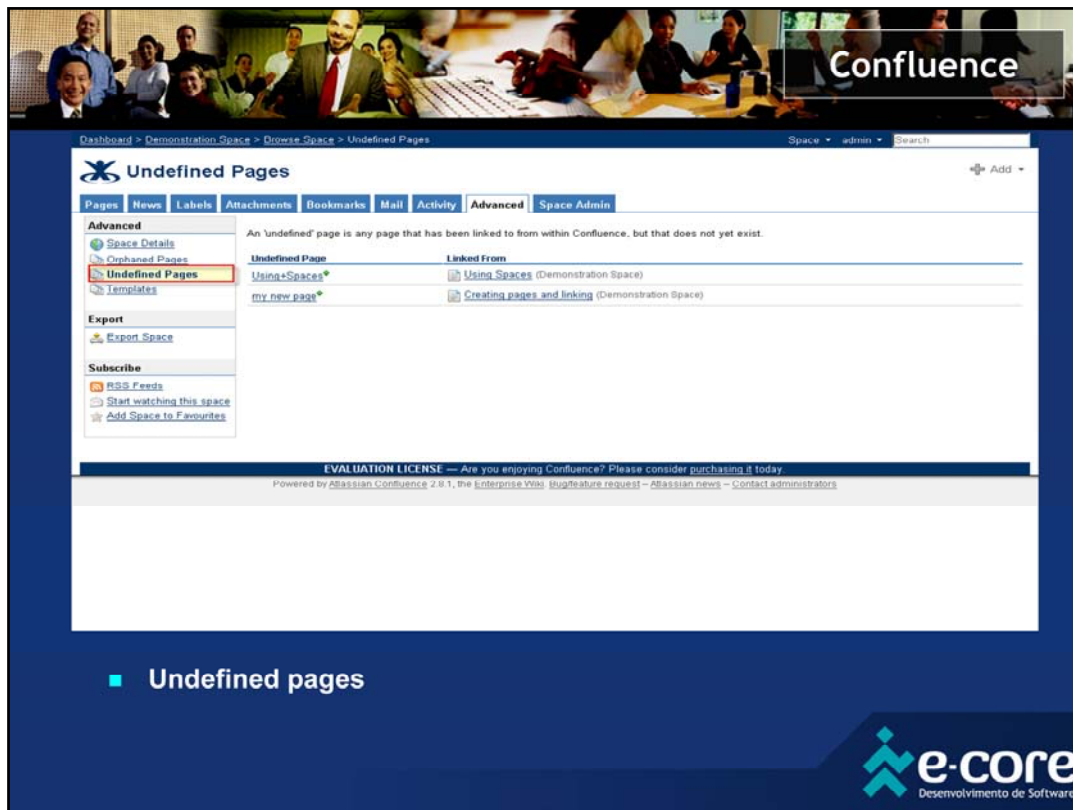 Confluence
Dashboard > Demonstration Space > Browse Space > Undefined Pages
Space admin Search
Undefined Pages
Add
Pages News Labels Attachments Bookmarks Mail Activity Advanced Space Admin
Advanced
Space Details
Orphaned Pages
Undefined Pages
Templates
Export
Export Space
Subscribe
RSS Feeds
Start watching this space
Add Space to Favourites
An 'undefined' page is any page that has been linked to from within Confluence, but that does not yet exist.
Undefined Page Linked From
Using+Spaces Using Spaces (Demonstration Space)
my new page Creating pages and linking (Demonstration Space)
EVALUATION LICENSE — Are you enjoying Confluence? Please consider purchasing it today.
Powered by Atlassian Confluence 2.8.1, the Enterprise Wiki. Bug/feature request – Atlassian news – Contact administrators
Undefined pages
e-core
Desenvolvimento de Software